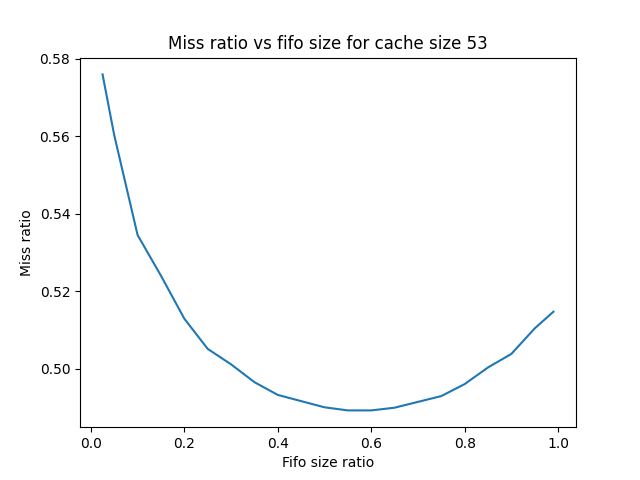 Miss ratio vs fifo size for cache size 53
0.58
0.56
0.54
0.52
0.50
Miss ratio
0.0 0.2 0.4 0.6 0.8 1.0
Fifo size ratio